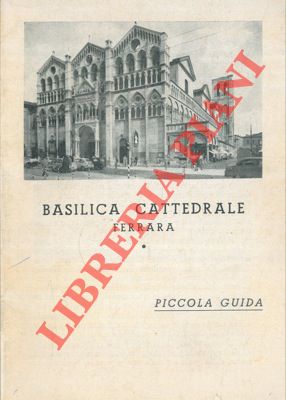 BASILICA CATTEDRALE
FERRARA
PICCOLA GUIDA
LIBRERIA PIANI